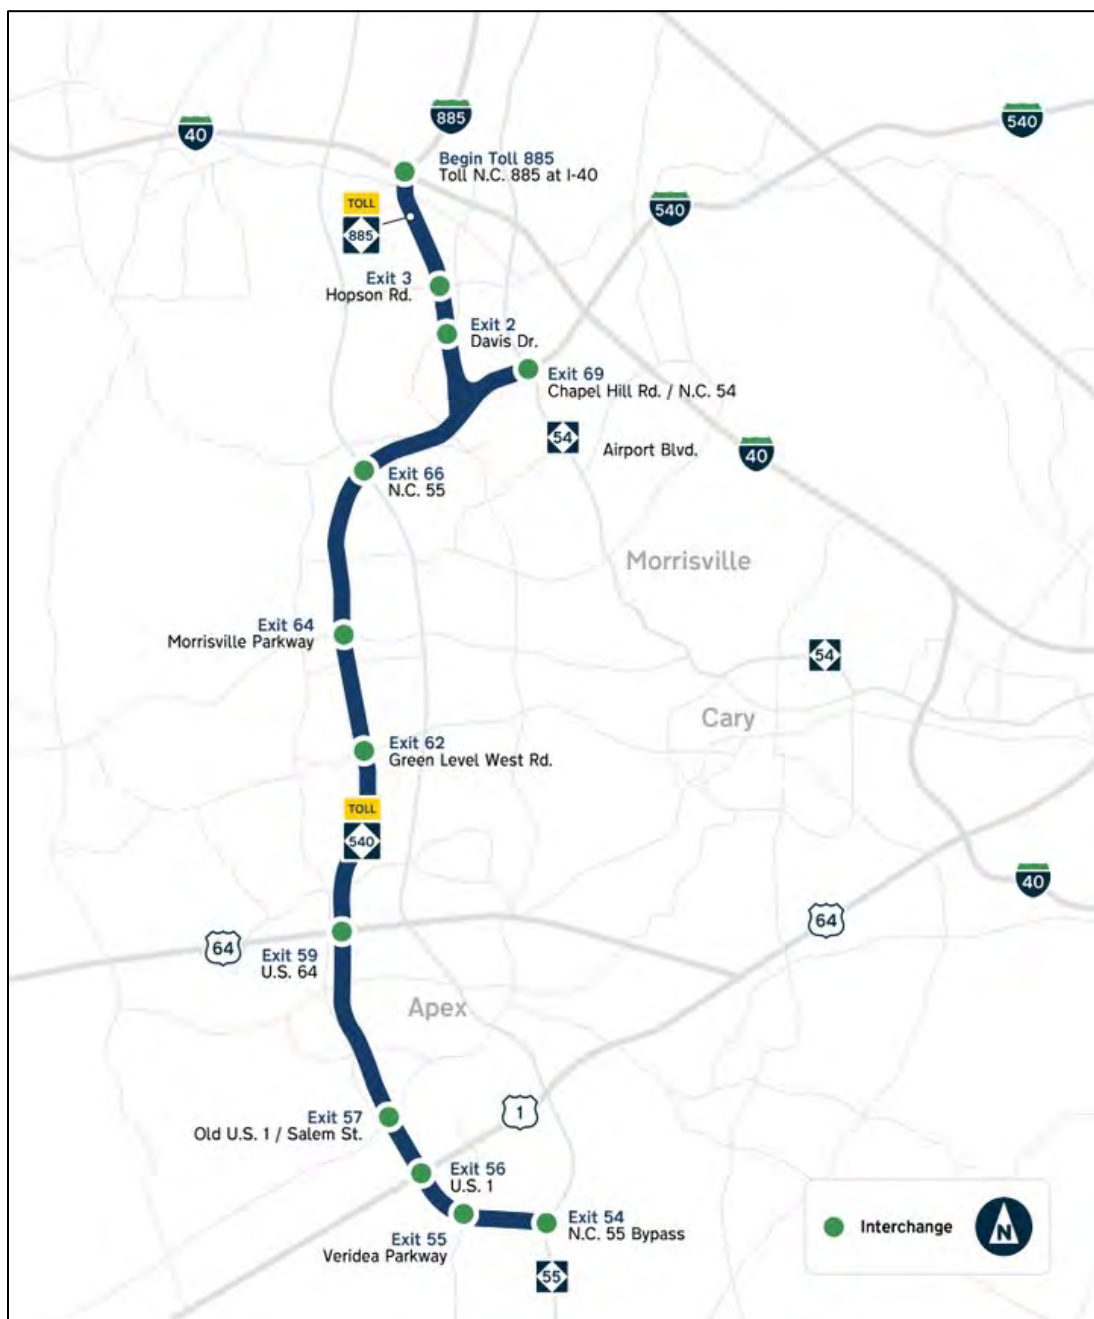 885
40
540
Begin Toll 885
Toll N.C. 885 at I-40
TOLL
885
540
Exit 3
Hopson Rd.
Exit 2
Davis Dr.
Exit 69
Chapel Hill Rd. / N.C. 54
54
Airport Blvd.
40
Exit 66
N.C. 55
Morrisville
Exit 64
Morrisville Parkway
54
Cary
Exit 62
Green Level West Rd.
TOLL
540
40
64
64
Exit 59
U.S. 64
Apex
1
Exit 57
Old U.S. 1 / Salem St.
Exit 56
U.S. 1
Exit 54
N.C. 55 Bypass
Exit 55
Veridea Parkway
55
Interchange
N